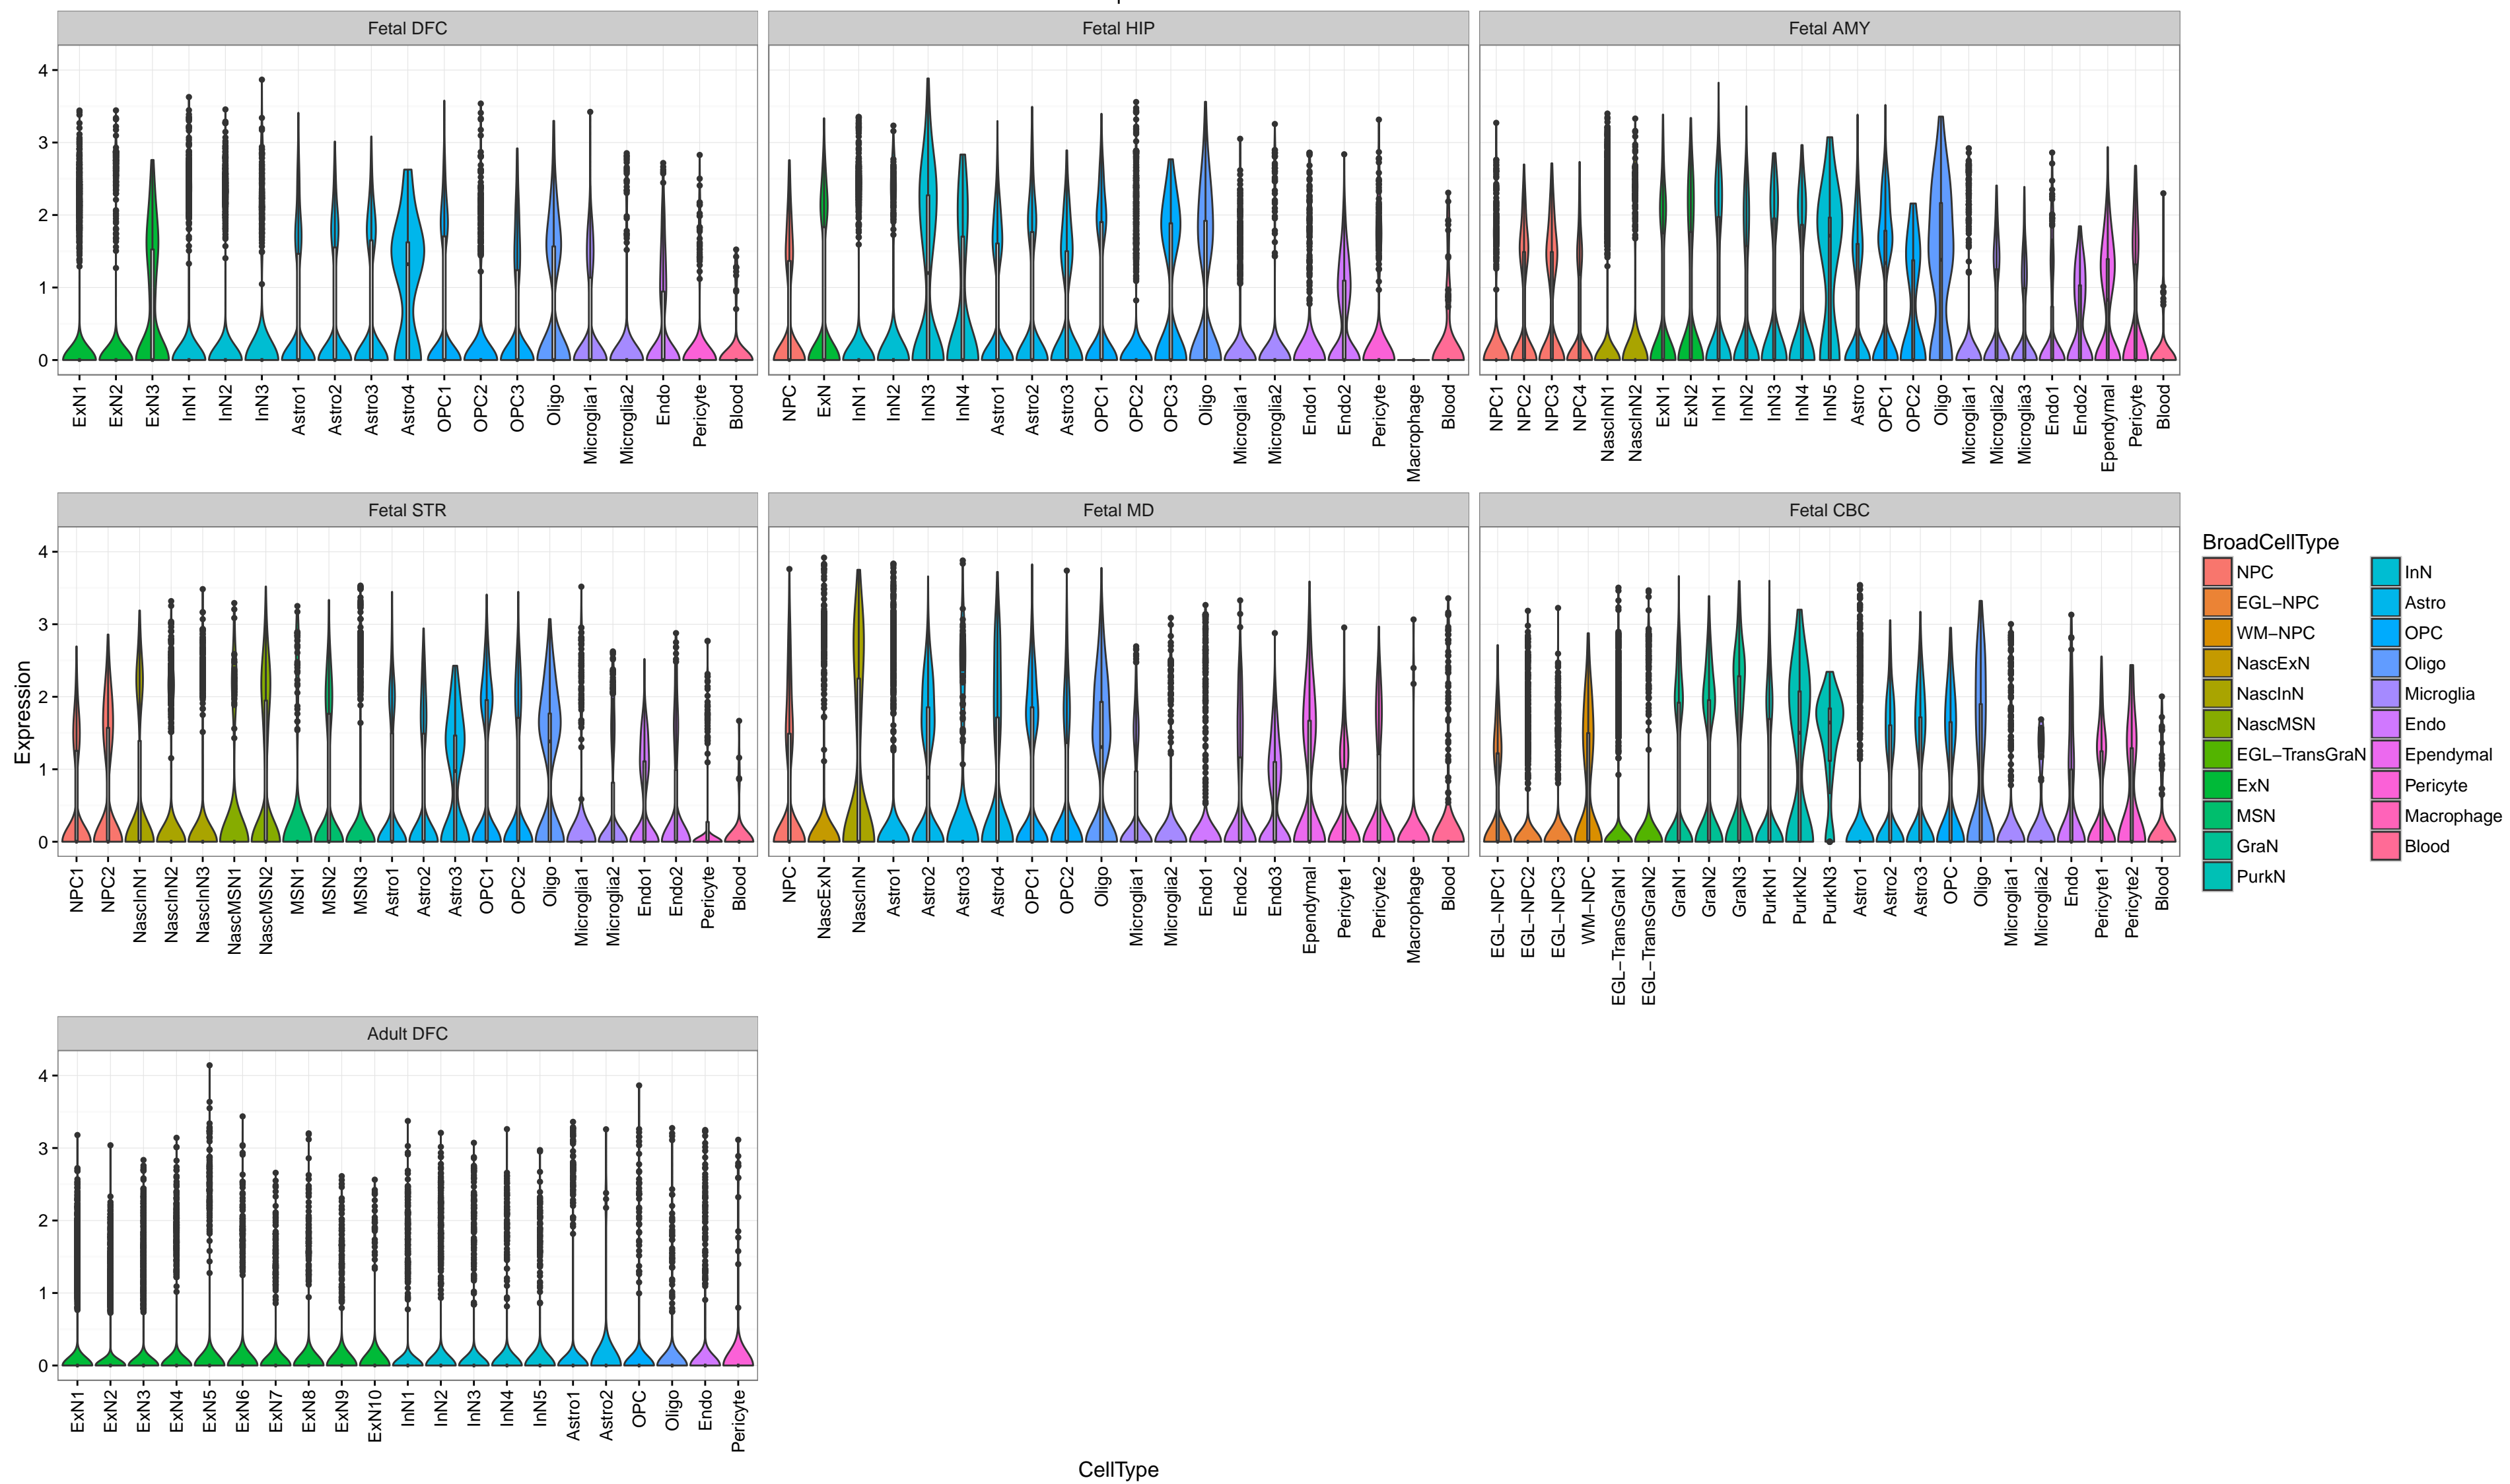 Fetal DFC
Fetal HIP
Fetal AMY
4
3
2
1
0
ExN1 ExN2 ExN3 InN1 InN2 InN3 Astro1 Astro2 Astro3 Astro4 OPC1 OPC2 OPC3 Oligo Microglia1 Microglia2 Endo Pericyte Blood
NPC ExN InN1 InN2 InN3 InN4 Astro1 Astro2 Astro3 OPC1 OPC2 OPC3 Oligo Microglia1 Microglia2 Endo1 Endo2 Pericyte Macrophage Blood
NPC1 NPC2 NPC3 NPC4 NascInN1 NascInN2 ExN1 ExN2 InN1 InN2 InN3 InN4 InN5 Astro OPC1 OPC2 Oligo Microglia1 Microglia2 Microglia3 Endo1 Endo2 Ependymal Pericyte Blood
Fetal STR
Fetal MD
Fetal CBC
4
3
2
1
0
Expression
NPC1 NPC2 NascInN1 NascInN2 NascInN3 NascMSN1 NascMSN2 MSN1 MSN2 MSN3 Astro1 Astro2 Astro3 OPC1 OPC2 Oligo Microglia1 Microglia2 Endo1 Endo2 Pericyte Blood
NPC NascExN NascInN Astro1 Astro2 Astro3 Astro4 OPC1 OPC2 Oligo Microglia1 Microglia2 Endo1 Endo2 Endo3 Ependymal Pericyte1 Pericyte2 Macrophage Blood
EGL−NPC1 EGL−NPC2 EGL−NPC3 WM−NPC EGL−TransGraN1 EGL−TransGraN2 GraN1 GraN2 GraN3 PurkN1 PurkN2 PurkN3 Astro1 Astro2 Astro3 OPC Oligo Microglia1 Microglia2 Endo Pericyte1 Pericyte2 Blood
BroadCellType
NPC
EGL−NPC
WM−NPC
NascExN
NascInN
NascMSN
EGL−TransGraN
ExN
MSN
GraN
PurkN
InN
Astro
OPC
Oligo
Microglia
Endo
Ependymal
Pericyte
Macrophage
Blood
Adult DFC
4
3
2
1
0
ExN1 ExN2 ExN3 ExN4 ExN5 ExN6 ExN7 ExN8 ExN9 ExN10 InN1 InN2 InN3 InN4 InN5 Astro1 Astro2 OPC Oligo Endo Pericyte
CellType